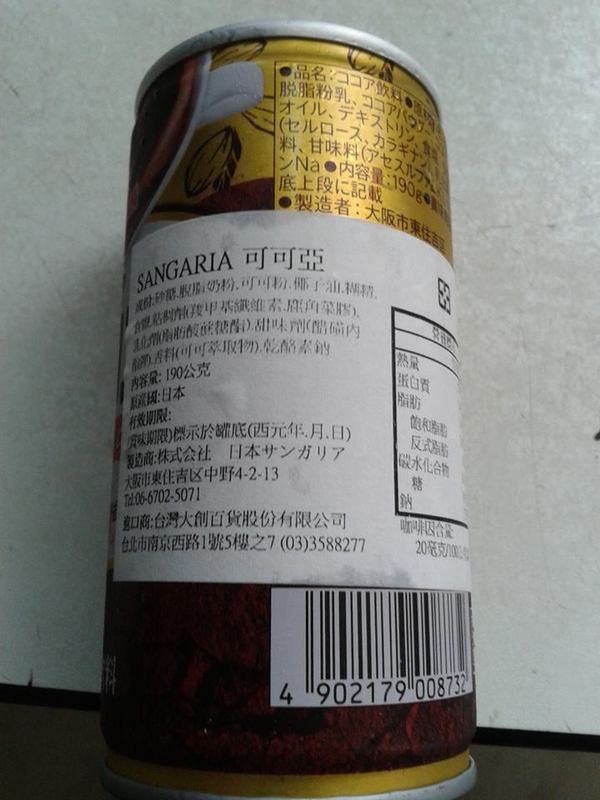 ●品名:ココア飲料●
脱脂粉乳、ココアパウ
オイル、デキストリン、食
(セルロース、カラギナン
料、甘味料(アセスルファ
ンNa●内容量:190g●
底上段に記載
●製造者:大阪市東住吉区
SANGARIA 可可亞
成份:砂糖.脫脂奶粉.可可粉.椰子油.糊精.
食鹽.粘稠劑(羧甲基纖維素.鹿角菜膠).
乳化劑(脂肪酸蔗糖酯).甜味劑(醋磺內
酯鉀).香料(可可萃取物).乾酪素鈉
內容量: 190公克
原產國:日本
有效期限:
(賞味期限)標示於罐底(西元年.月.日)
製造商:株式会社 日本サンガリア
大阪市東住吉区中野4-2-13
Tel:06-6702-5071
進口商:台灣大創百貨股份有限公司
台北市南京西路1號5樓之7 (03)3588277
熱量
蛋白質
脂肪
飽和脂肪
反式脂肪
碳水化合物
糖
鈉
咖啡因含量
20毫克/100
料
4 902179 008732